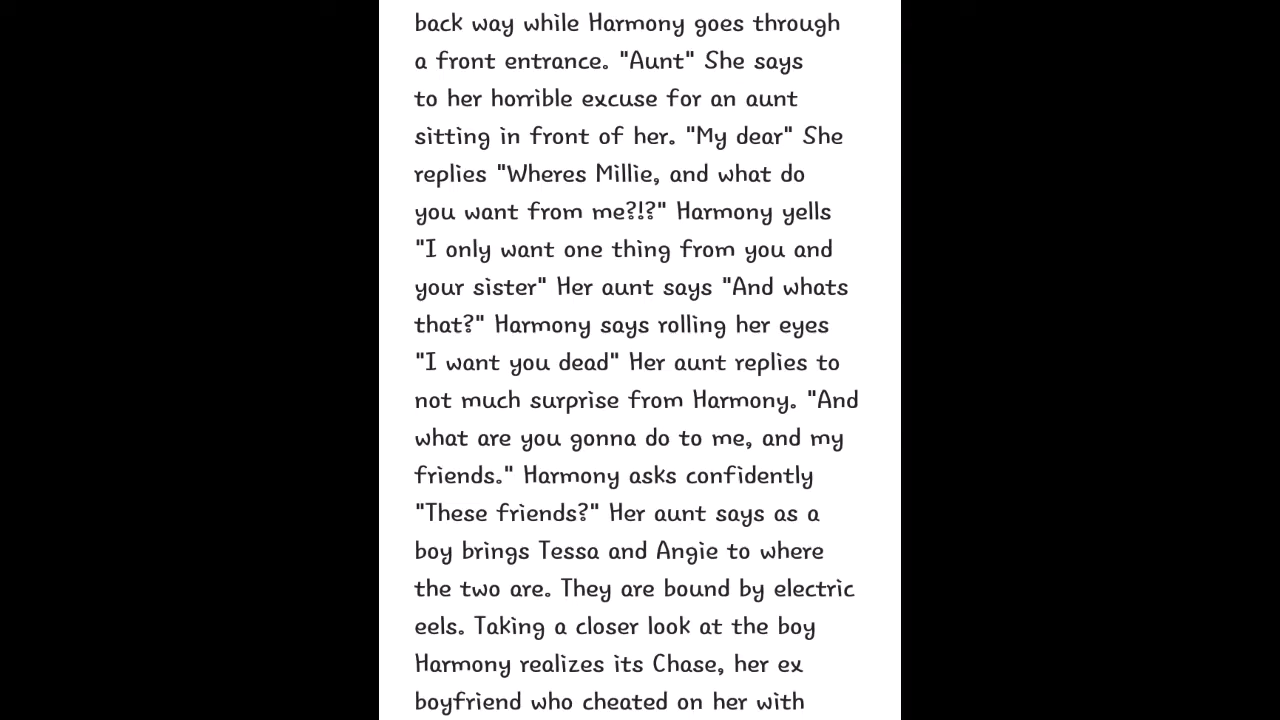 back way while Harmony goes through
a front entrance. "Aunt" She says
to her horrible excuse for an aunt
sitting in front of her. "My dear" She
replies "Wheres Millie, and what do
you want from me?!?" Harmony yells
"I only want one thing from you and
your sister" Her aunt says "And whats
that?" Harmony says rolling her eyes
"I want you dead" Her aunt replies to
not much surprise from Harmony. "And
what are you gonna do to me, and my
friends." Harmony asks confidently
"These friends?" Her aunt says as a
boy brings Tessa and Angie to where
the two are. They are bound by electric
eels. Taking a closer look at the boy
Harmony realizes its Chase, her ex
boyfriend who cheated on her with